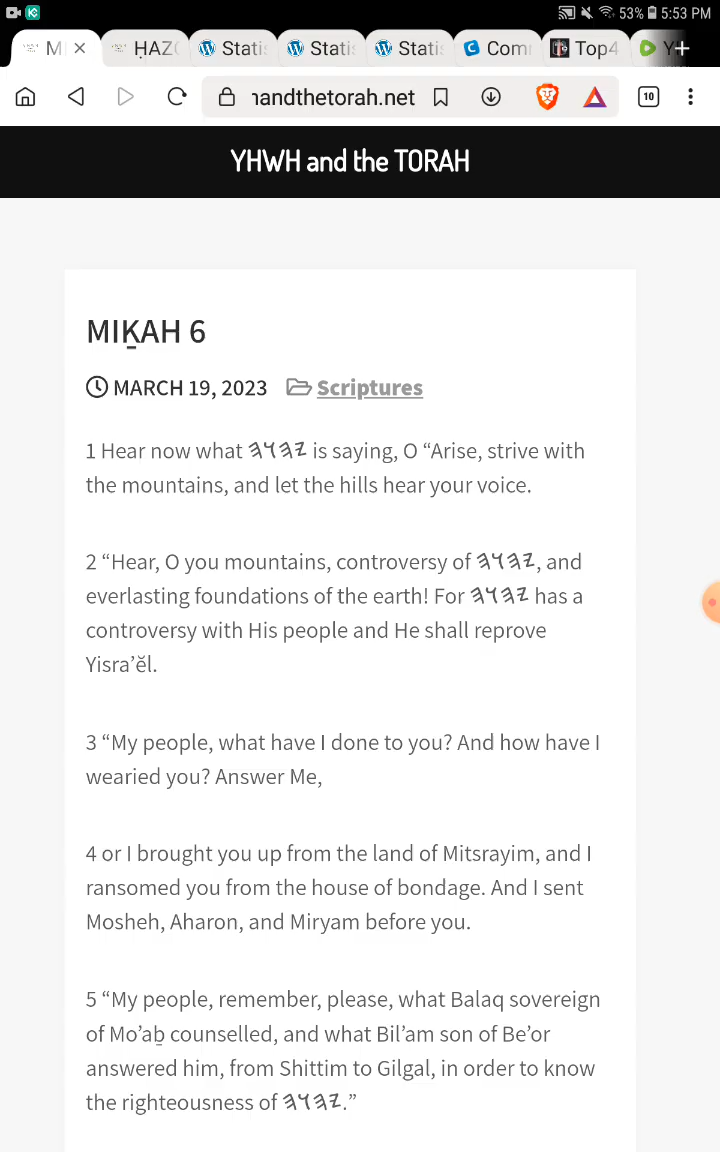 53% 5:53 PM
M
ḤAZO
Statis
Stati
Stati
Com
Top4
Y
nandthetorah.net
10
YHWH and the TORAH
MIḴAH 6
MARCH 19, 2023 Scriptures
1 Hear now what 𐤉𐤄𐤅𐤄 is saying, O “Arise, strive with
the mountains, and let the hills hear your voice.
2 “Hear, O you mountains, controversy of 𐤉𐤄𐤅𐤄, and
everlasting foundations of the earth! For 𐤉𐤄𐤅𐤄 has a
controversy with His people and He shall reprove
Yisra’ĕl.
3 “My people, what have I done to you? And how have I
wearied you? Answer Me,
4 or I brought you up from the land of Mitsrayim, and I
ransomed you from the house of bondage. And I sent
Mosheh, Aharon, and Miryam before you.
5 “My people, remember, please, what Balaq sovereign
of Mo’aḇ counselled, and what Bil’am son of Be’or
answered him, from Shittim to Gilgal, in order to know
the righteousness of 𐤉𐤄𐤅𐤄.”